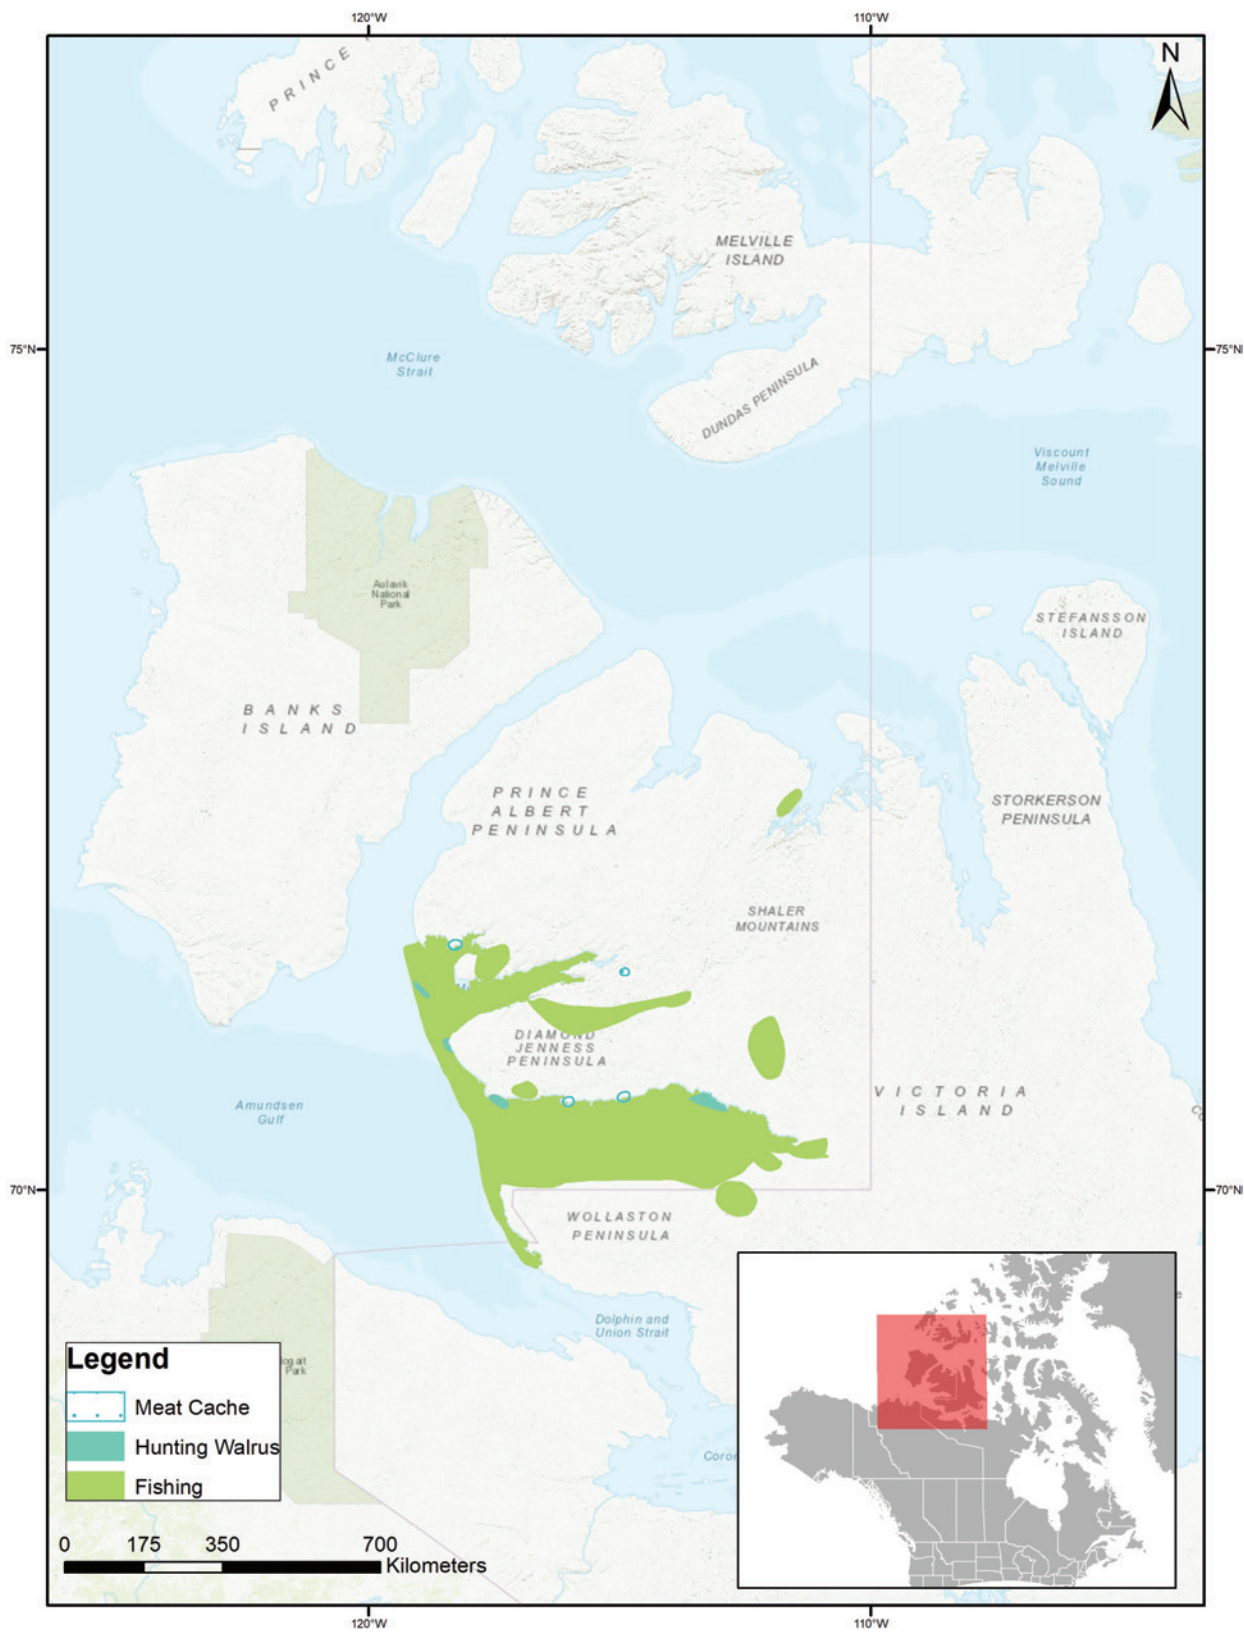 120°W
110°W
N
PRINCE
MELVILLE
ISLAND
75°N
75°N
McClure
Strait
DUNDAS PENINSULA
Viscount
Melville
Sound
Aulavik
National
Park
STEFANSSON
ISLAND
BANKS
ISLAND
PRINCE
ALBERT
PENINSULA
STORKERSON
PENINSULA
SHALER
MOUNTAINS
DIAMOND
JENNESS
PENINSULA
VICTORIA
ISLAND
Amundsen
Gulf
70°N
70°N
WOLLASTON
PENINSULA
Dolphin and
Union Strait
Legend
Park
Meat Cache
Hunting Walrus
Fishing
0 175 350 700
Kilometers
120°W
110°W